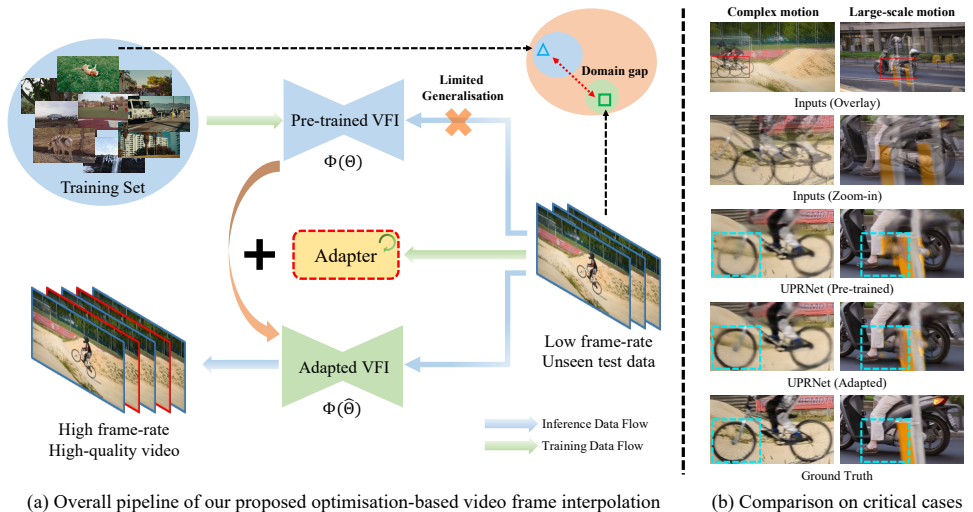 Training Set
Pre-trained VFI
Φ(Θ)
Limited
Generalisation
Domain gap
+
Adapter
Adapted VFI
Φ(Θ̂)
Low frame-rate
Unseen test data
High frame-rate
High-quality video
Inference Data Flow
Training Data Flow
(a) Overall pipeline of our proposed optimisation-based video frame interpolation
Complex motion
Large-scale motion
Inputs (Overlay)
Inputs (Zoom-in)
UPRNet (Pre-trained)
UPRNet (Adapted)
Ground Truth
(b) Comparison on critical cases